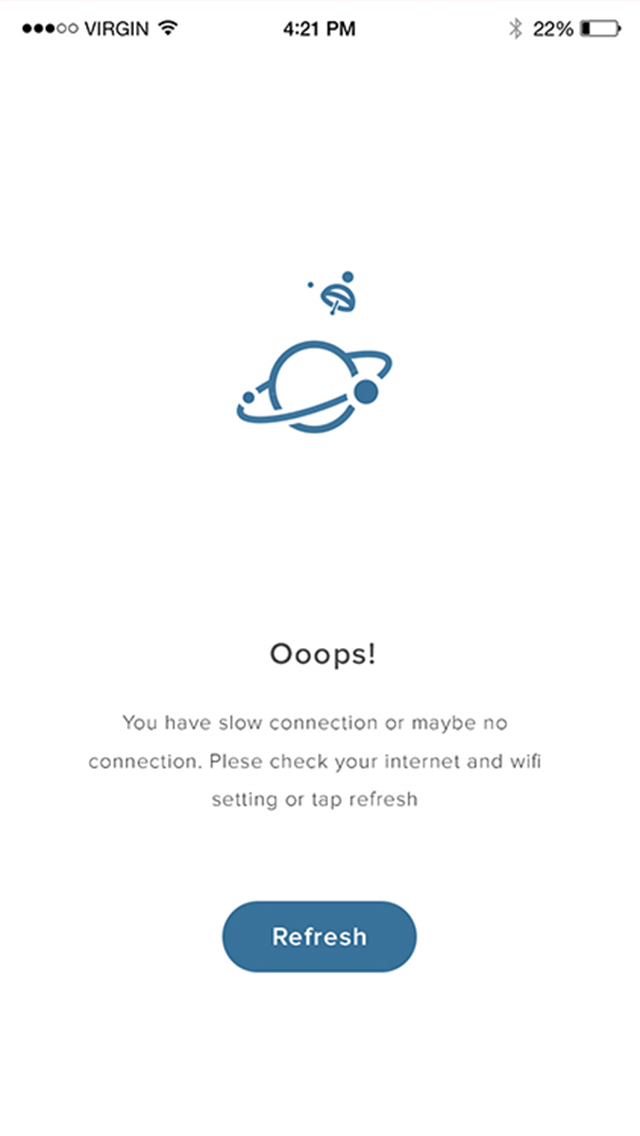 VIRGIN 4:21 PM 22%
Ooops!
You have slow connection or maybe no
connection. Plese check your internet and wifi
setting or tap refresh
Refresh